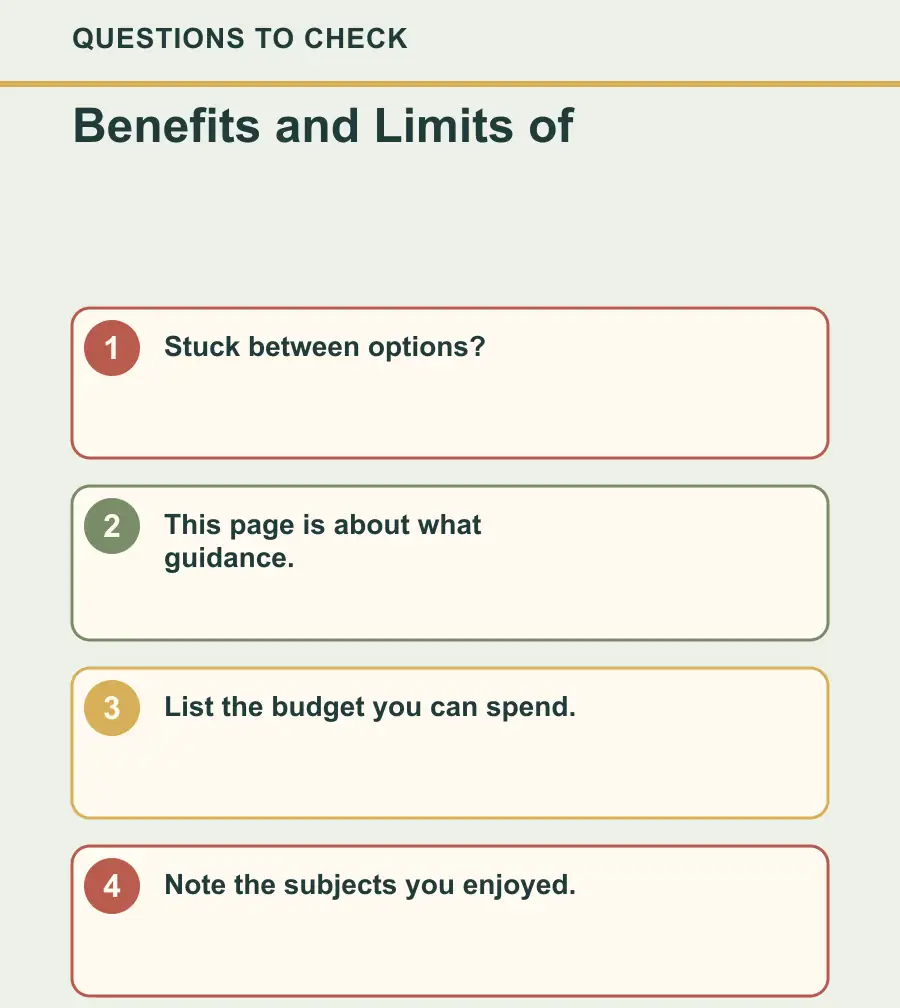 QUESTIONS TO CHECK
Benefits and Limits of
1
Stuck between options?
2
This page is about what
guidance.
3
List the budget you can spend.
4
Note the subjects you enjoyed.